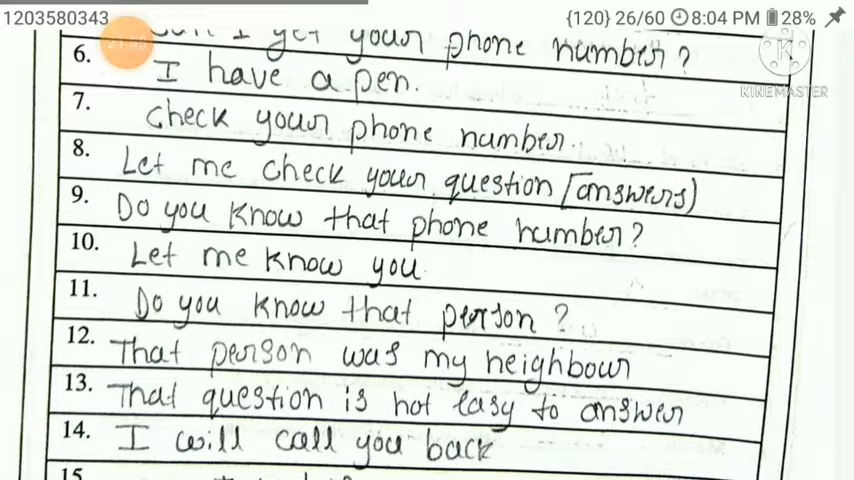 1203580343 {120} 26/60 8:04 PM 28%
I get your phone number?
6. I have a pen.
K
KINEMASTER
7. check your phone number.
8. Let me check your question [answers)
9. Do you know that phone number?
10. Let me know you.
11. Do you know that person?
12. That person was my neighbour
13. That question is not easy to answer
14. I will call you back
15